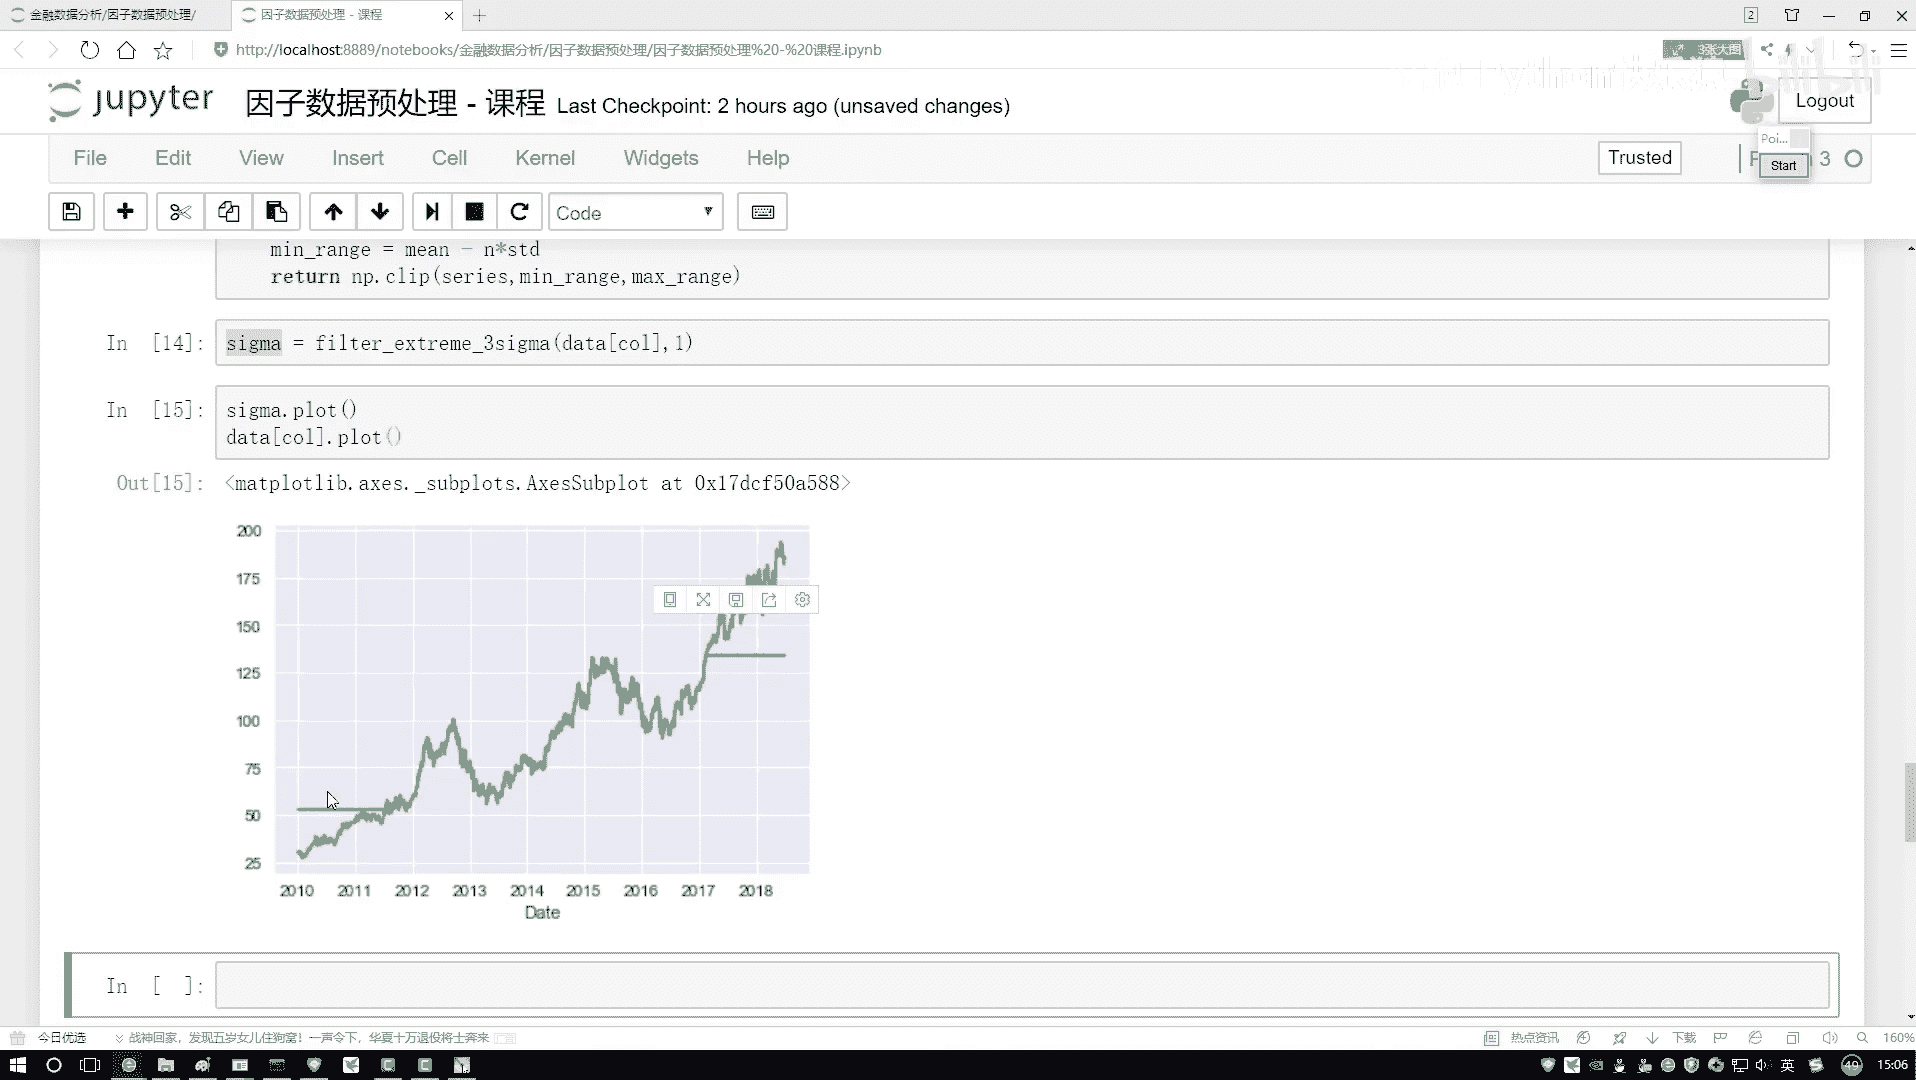 金融数据分析/因子数据预处理/
因子数据预处理 - 课程
2
http://localhost:8889/notebooks/金融数据分析/因子数据预处理/因子数据预处理%20-%20课程.ipynb
3张大图
bilibili
jupyter 因子数据预处理 - 课程 Last Checkpoint: 2 hours ago (unsaved changes)
Logout
File Edit View Insert Cell Kernel Widgets Help
Trusted
3
Poi...
Start
Code
min_range = mean - n*std
return np.clip(series,min_range,max_range)
In [14]: sigma = filter_extreme_3sigma(data[col],1)
In [15]: sigma.plot()
data[col].plot()
Out[15]: <matplotlib.axes._subplots.AxesSubplot at 0x17dcf50a588>
200
175
150
125
100
75
50
25
2010 2011 2012 2013 2014 2015 2016 2017 2018
Date
In [ ]:
今日优选
战神回家，发现五岁女儿住狗窝！一声令下，华夏十万退役将士奔来
热点资讯
下载
160%
英
49
15:06